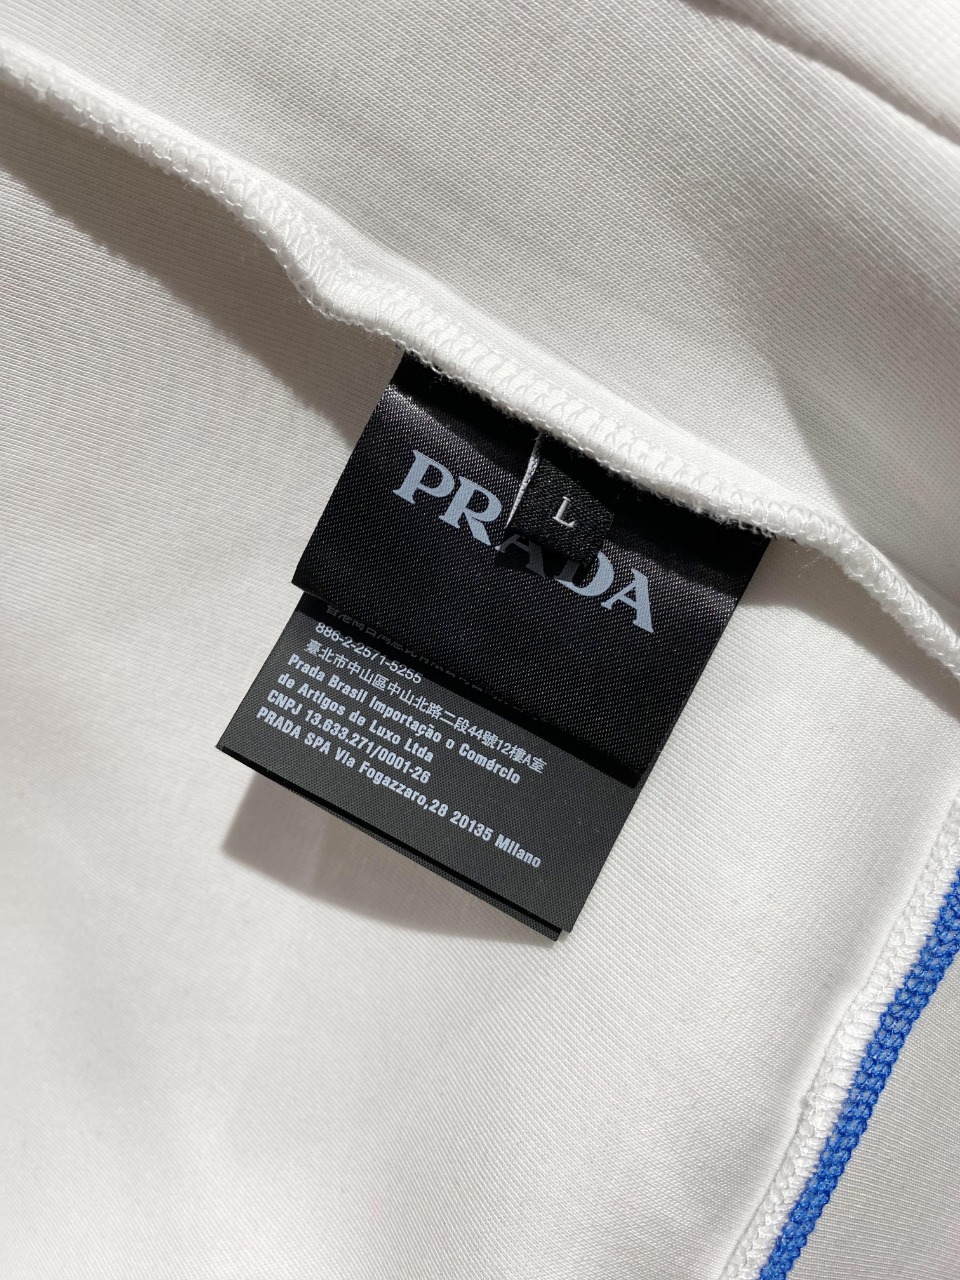 PRADA
L
886-2-2571-5255
臺北市中山區中山北路二段44號12樓A室
Prada Brasil Importação o Comércio
de Artigos de Luxo Ltda
CNPJ 13.633.271/0001-26
PRADA SPA Via Fogazzaro,28 20135 Milano